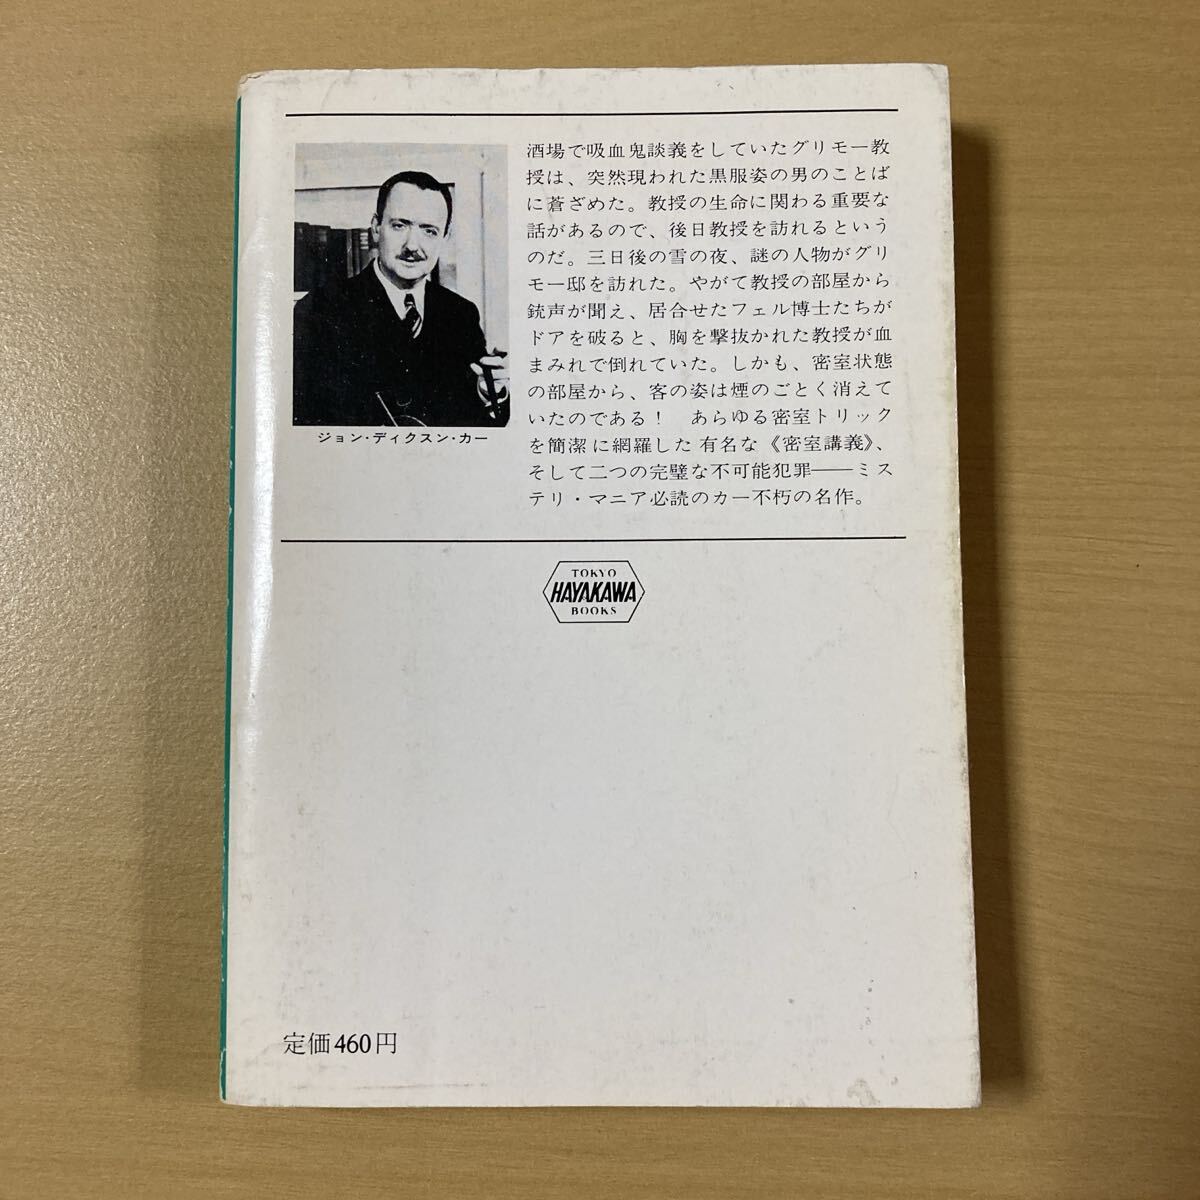 酒場で吸血鬼談義をしていたグリモー教
授は、突然現われた黒服姿の男のことば
に蒼ざめた。教授の生命に関わる重要な
話があるので、後日教授を訪れるという
のだ。三日後の雪の夜、謎の人物がグリ
モー邸を訪れた。やがて教授の部屋から
銃声が聞え、居合せたフェル博士たちが
ドアを破ると、胸を撃抜かれた教授が血
まみれで倒れていた。しかも、密室状態
の部屋から、客の姿は煙のごとく消えて
いたのである！　あらゆる密室トリック
を簡潔に網羅した有名な《密室講義》、
そして二つの完璧な不可能犯罪――ミス
テリ・マニア必読のカー不朽の名作。
ジョン・ディクスン・カー
TOKYO
HAYAKAWA
BOOKS
定価460円